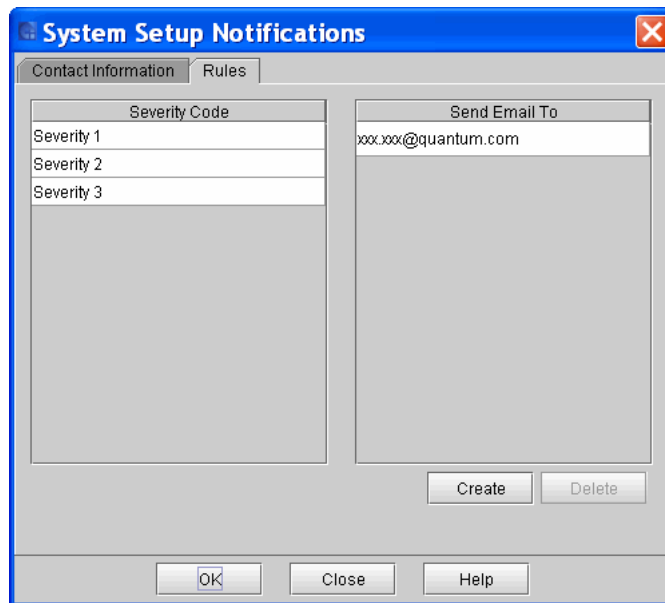 System Setup Notifications
Contact Information Rules
Severity Code
Severity 1
Severity 2
Severity 3
Send Email To
xxx.xxx@quantum.com
Create Delete
OK Close Help